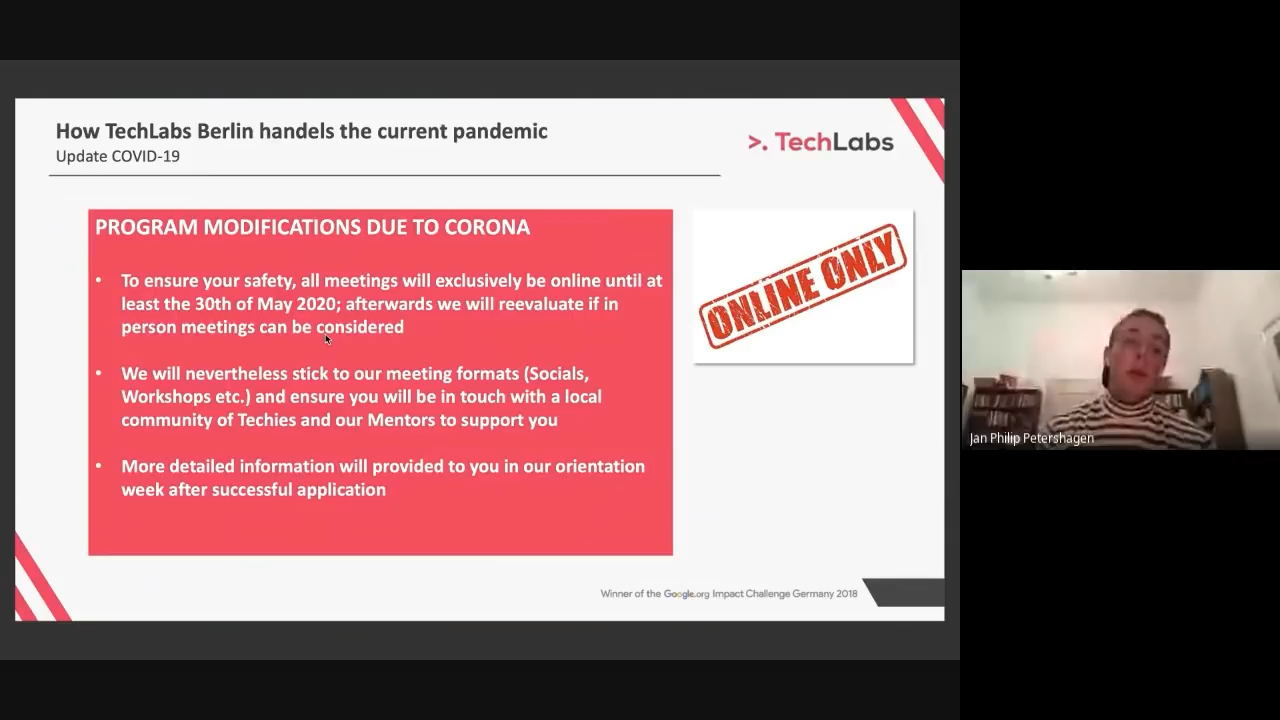 How TechLabs Berlin handels the current pandemic
Update COVID-19
>. TechLabs
PROGRAM MODIFICATIONS DUE TO CORONA
• To ensure your safety, all meetings will exclusively be online until at
least the 30th of May 2020; afterwards we will reevaluate if in
person meetings can be considered
• We will nevertheless stick to our meeting formats (Socials,
Workshops etc.) and ensure you will be in touch with a local
community of Techies and our Mentors to support you
• More detailed information will provided to you in our orientation
week after successful application
ONLINE ONLY
Jan Philip Petershagen
Winner of the Google.org Impact Challenge Germany 2018